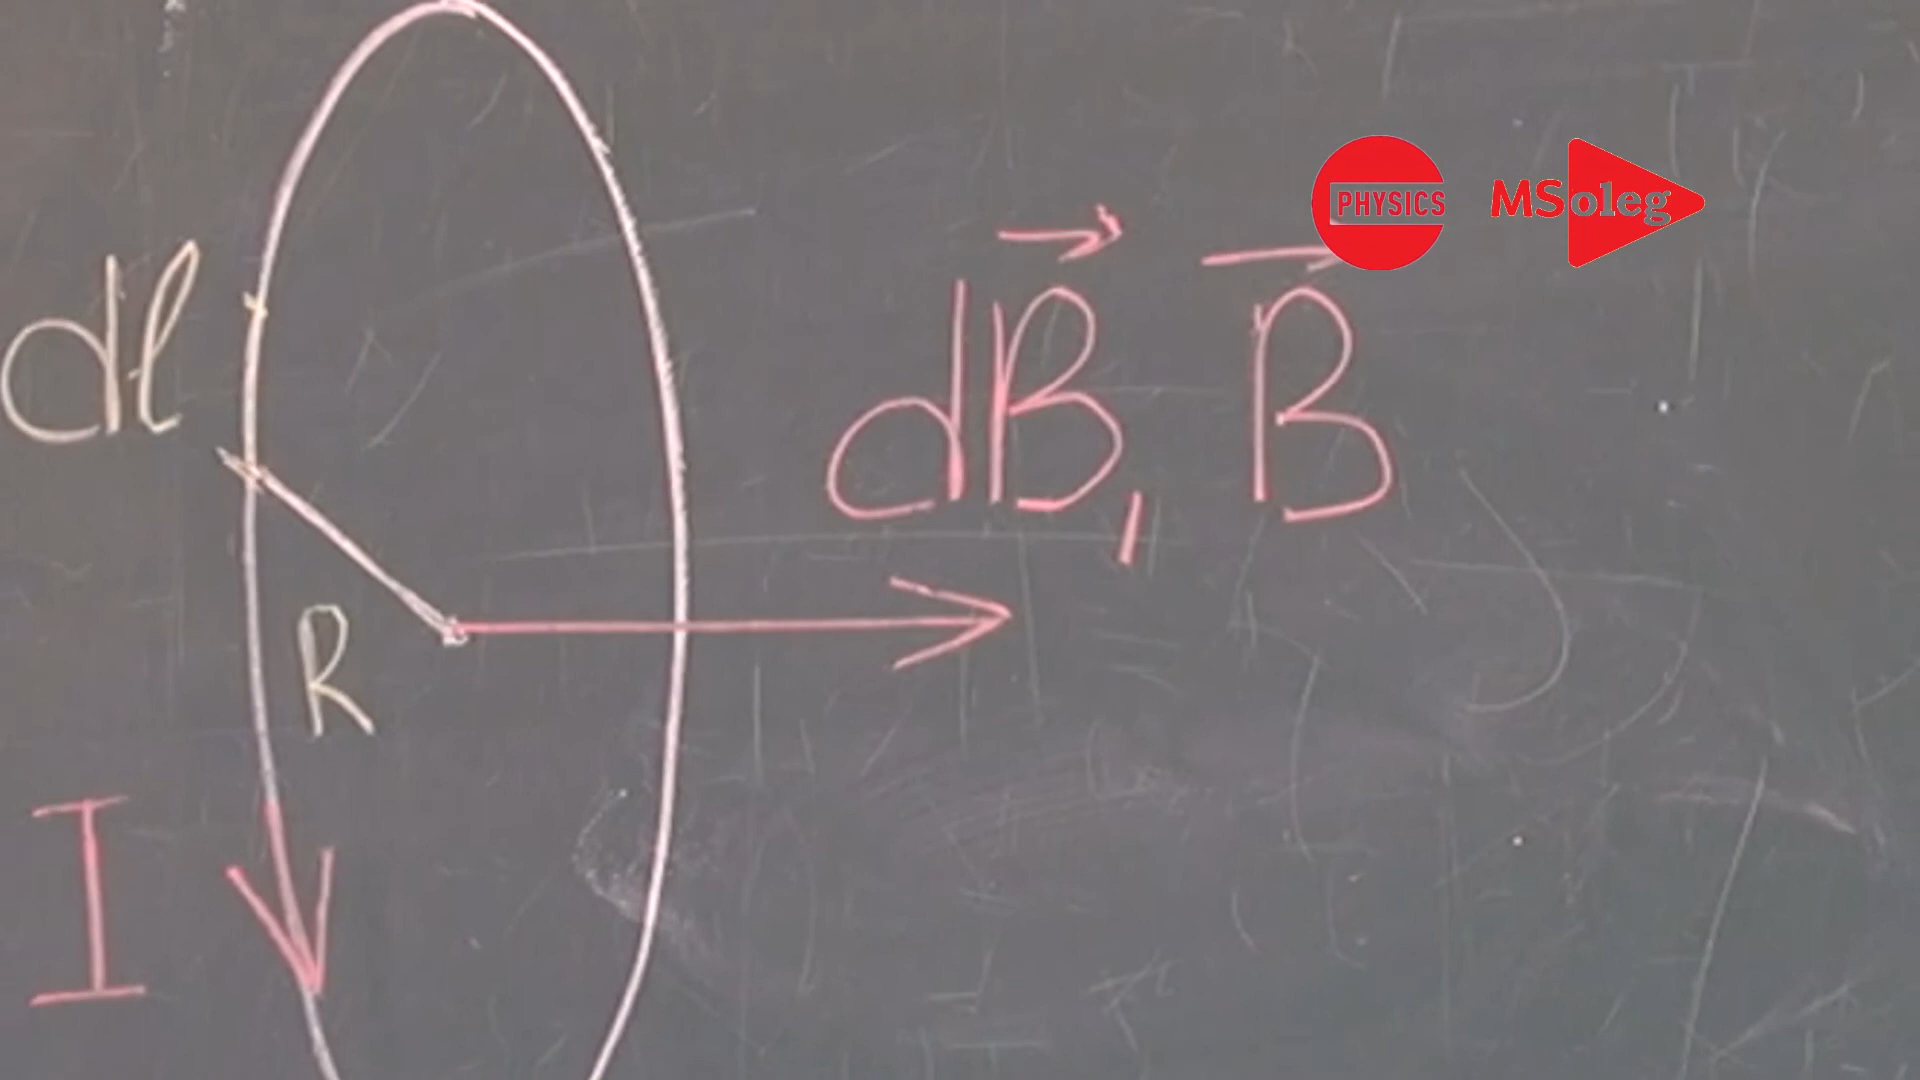 PHYSICS MSoleg
dl
dB⃗, B⃗
R
I